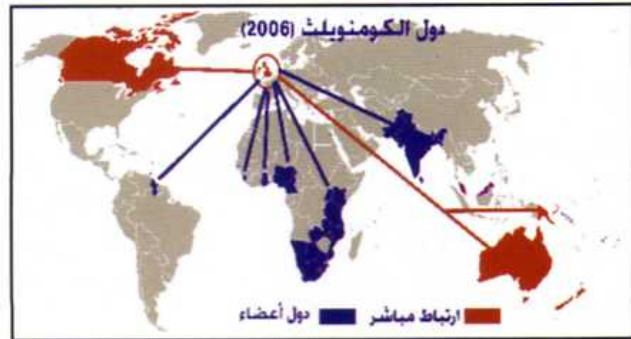 دول الكومنويلث (2006)
ارتباط مباشر
دول أعضاء